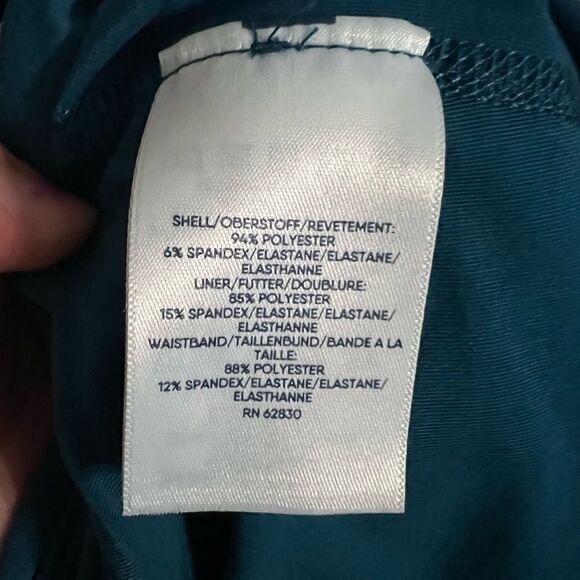 SHELL/OBERSTOFF/REVETEMENT:
94% POLYESTER
6% SPANDEX/ELASTANE/ELASTANE/
ELASTHANNE
LINER/FUTTER/DOUBLURE:
85% POLYESTER
15% SPANDEX/ELASTANE/ELASTANE/
ELASTHANNE
WAISTBAND/TAILLENBUND/BANDE A LA
TAILLE:
88% POLYESTER
12% SPANDEX/ELASTANE/ELASTANE/
ELASTHANNE
RN 62830